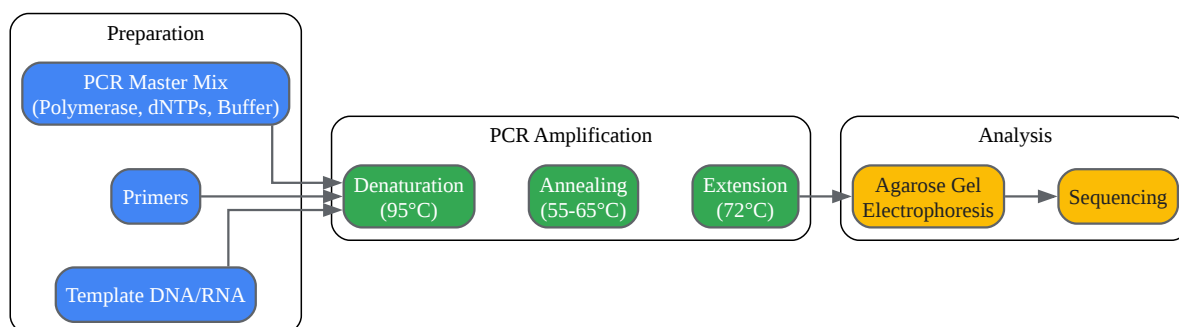 Preparation
PCR Master Mix
(Polymerase, dNTPs, Buffer)
Primers
Template DNA/RNA
PCR Amplification
Denaturation
(95°C)
Annealing
(55-65°C)
Extension
(72°C)
Analysis
Agarose Gel
Electrophoresis
Sequencing